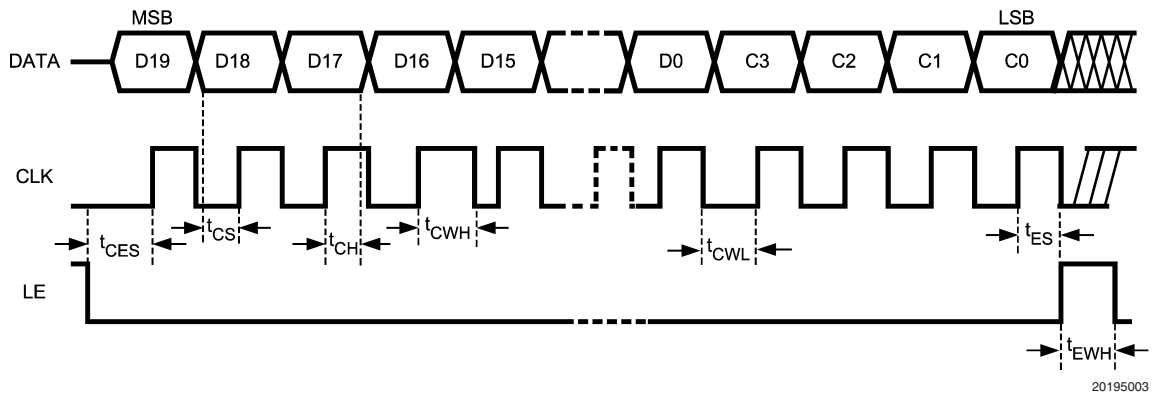 MSB LSB
DATA D19 D18 D17 D16 D15 D0 C3 C2 C1 C0
CLK
tCES tCS tCH tCWH tCWL tES
LE
tEWH
20195003